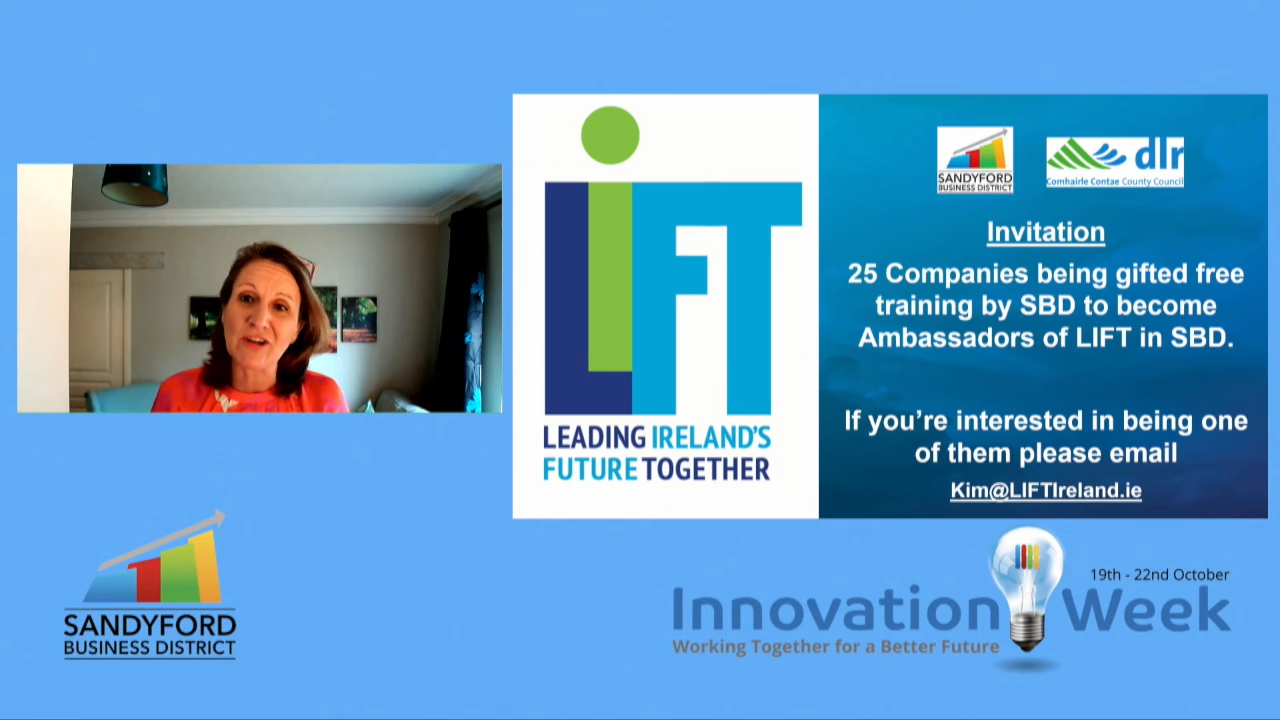 LIFT
LEADING IRELAND'S
FUTURE TOGETHER
SANDYFORD
BUSINESS DISTRICT
dlr
Comhairle Contae County Council
Invitation
25 Companies being gifted free
training by SBD to become
Ambassadors of LIFT in SBD.
If you're interested in being one
of them please email
Kim@LIFTIreland.ie
SANDYFORD
BUSINESS DISTRICT
19th - 22nd October
Innovation Week
Working Together for a Better Future